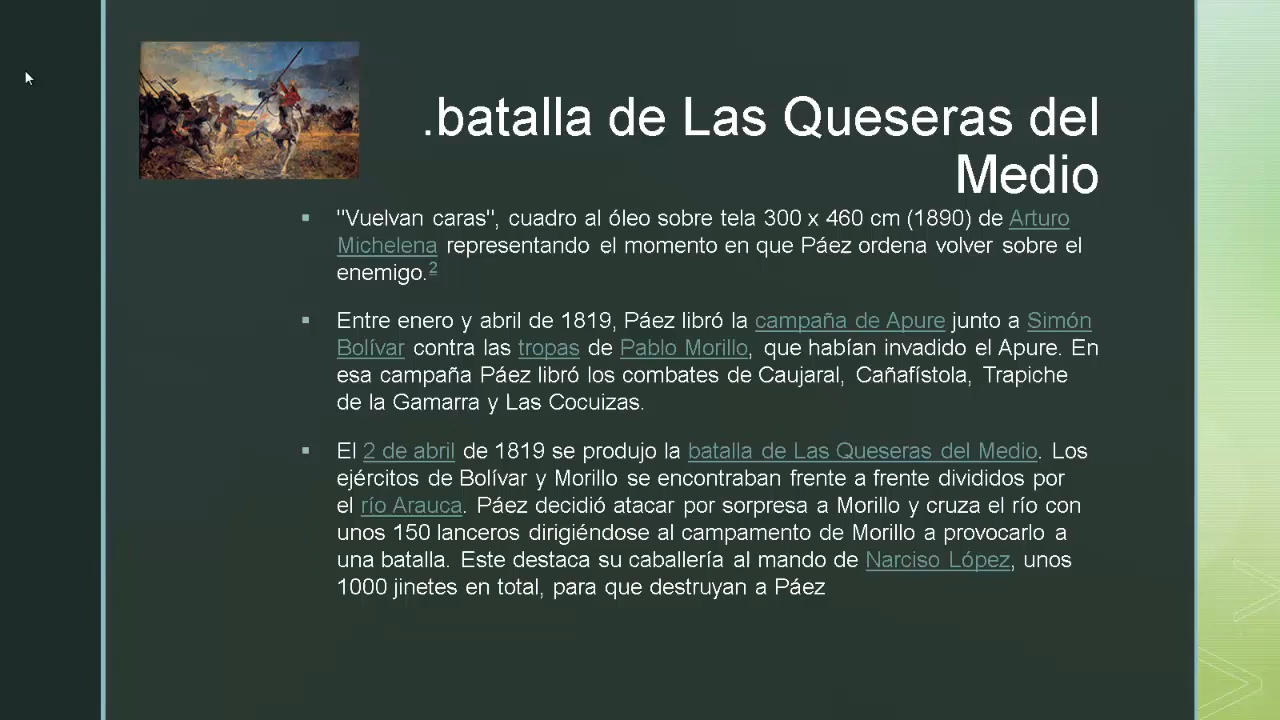 .batalla de Las Queseras del
Medio
▪ "Vuelvan caras", cuadro al óleo sobre tela 300 x 460 cm (1890) de Arturo
Michelena representando el momento en que Páez ordena volver sobre el
enemigo.2
▪ Entre enero y abril de 1819, Páez libró la campaña de Apure junto a Simón
Bolívar contra las tropas de Pablo Morillo, que habían invadido el Apure. En
esa campaña Páez libró los combates de Caujaral, Cañafístola, Trapiche
de la Gamarra y Las Cocuizas.
▪ El 2 de abril de 1819 se produjo la batalla de Las Queseras del Medio. Los
ejércitos de Bolívar y Morillo se encontraban frente a frente divididos por
el río Arauca. Páez decidió atacar por sorpresa a Morillo y cruza el río con
unos 150 lanceros dirigiéndose al campamento de Morillo a provocarlo a
una batalla. Este destaca su caballería al mando de Narciso López, unos
1000 jinetes en total, para que destruyan a Páez